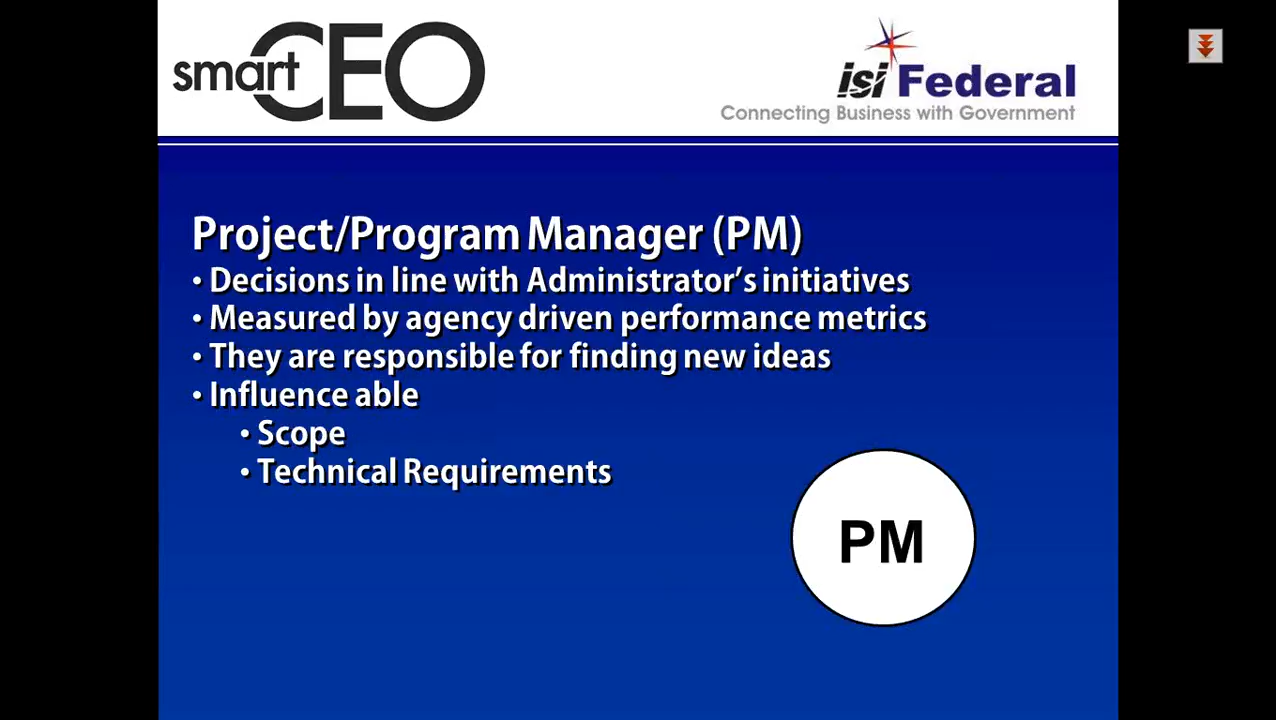 smartCEO
isi Federal
Connecting Business with Government
Project/Program Manager (PM)
• Decisions in line with Administrator's initiatives
• Measured by agency driven performance metrics
• They are responsible for finding new ideas
• Influence able
• Scope
• Technical Requirements
PM